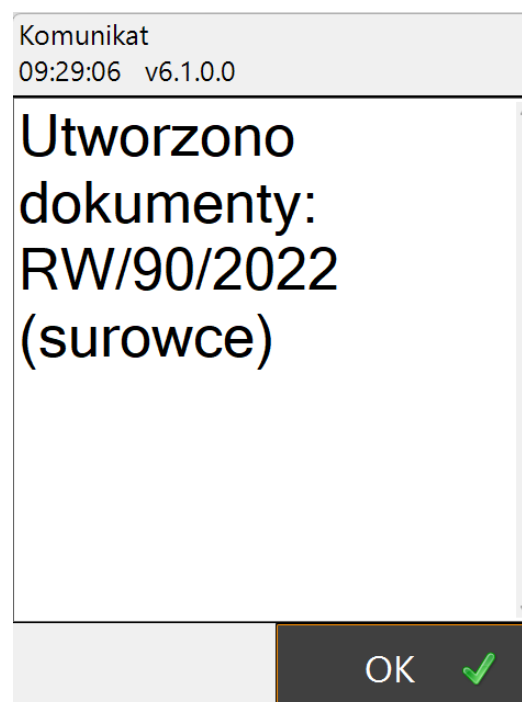 Komunikat
09:29:06 v6.1.0.0
Utworzono
dokumenty:
RW/90/2022
(surowce)
OK